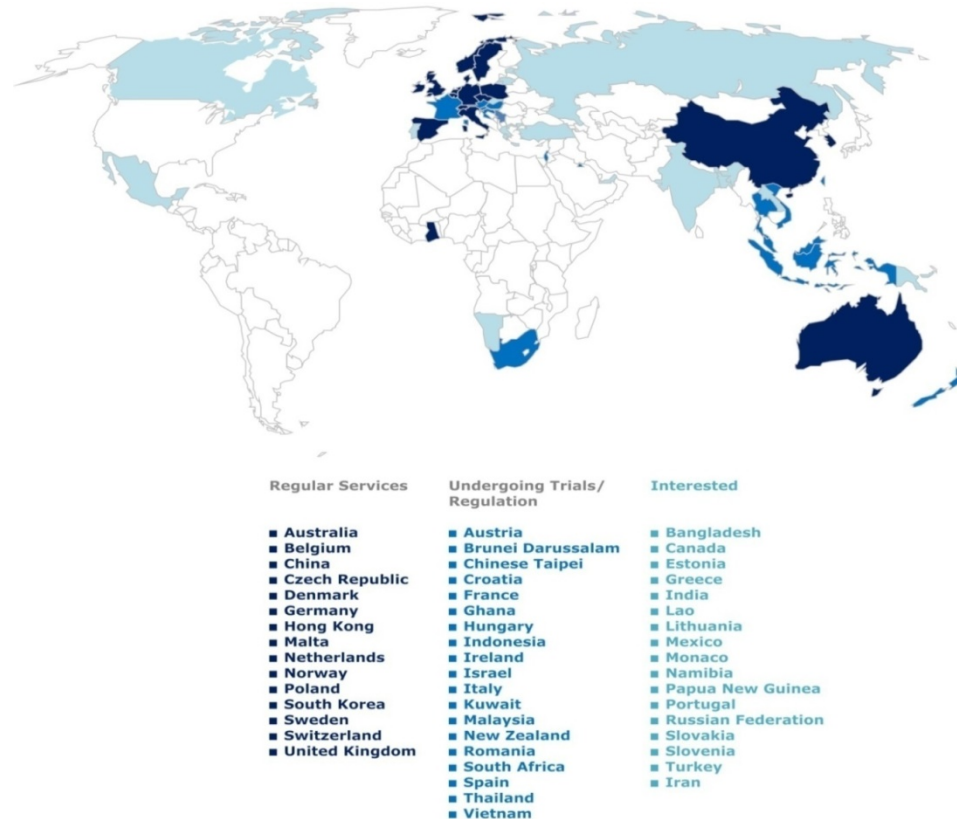 Regular Services
Australia
Belgium
China
Czech Republic
Denmark
Germany
Hong Kong
Malta
Netherlands
Norway
Poland
South Korea
Sweden
Switzerland
United Kingdom
Undergoing Trials/
Regulation
Austria
Brunei Darussalam
Chinese Taipei
Croatia
France
Ghana
Hungary
Indonesia
Ireland
Israel
Italy
Kuwait
Malaysia
New Zealand
Romania
South Africa
Spain
Thailand
Vietnam
Interested
Bangladesh
Canada
Estonia
Greece
India
Lao
Lithuania
Mexico
Monaco
Namibia
Papua New Guinea
Portugal
Russian Federation
Slovakia
Slovenia
Turkey
Iran